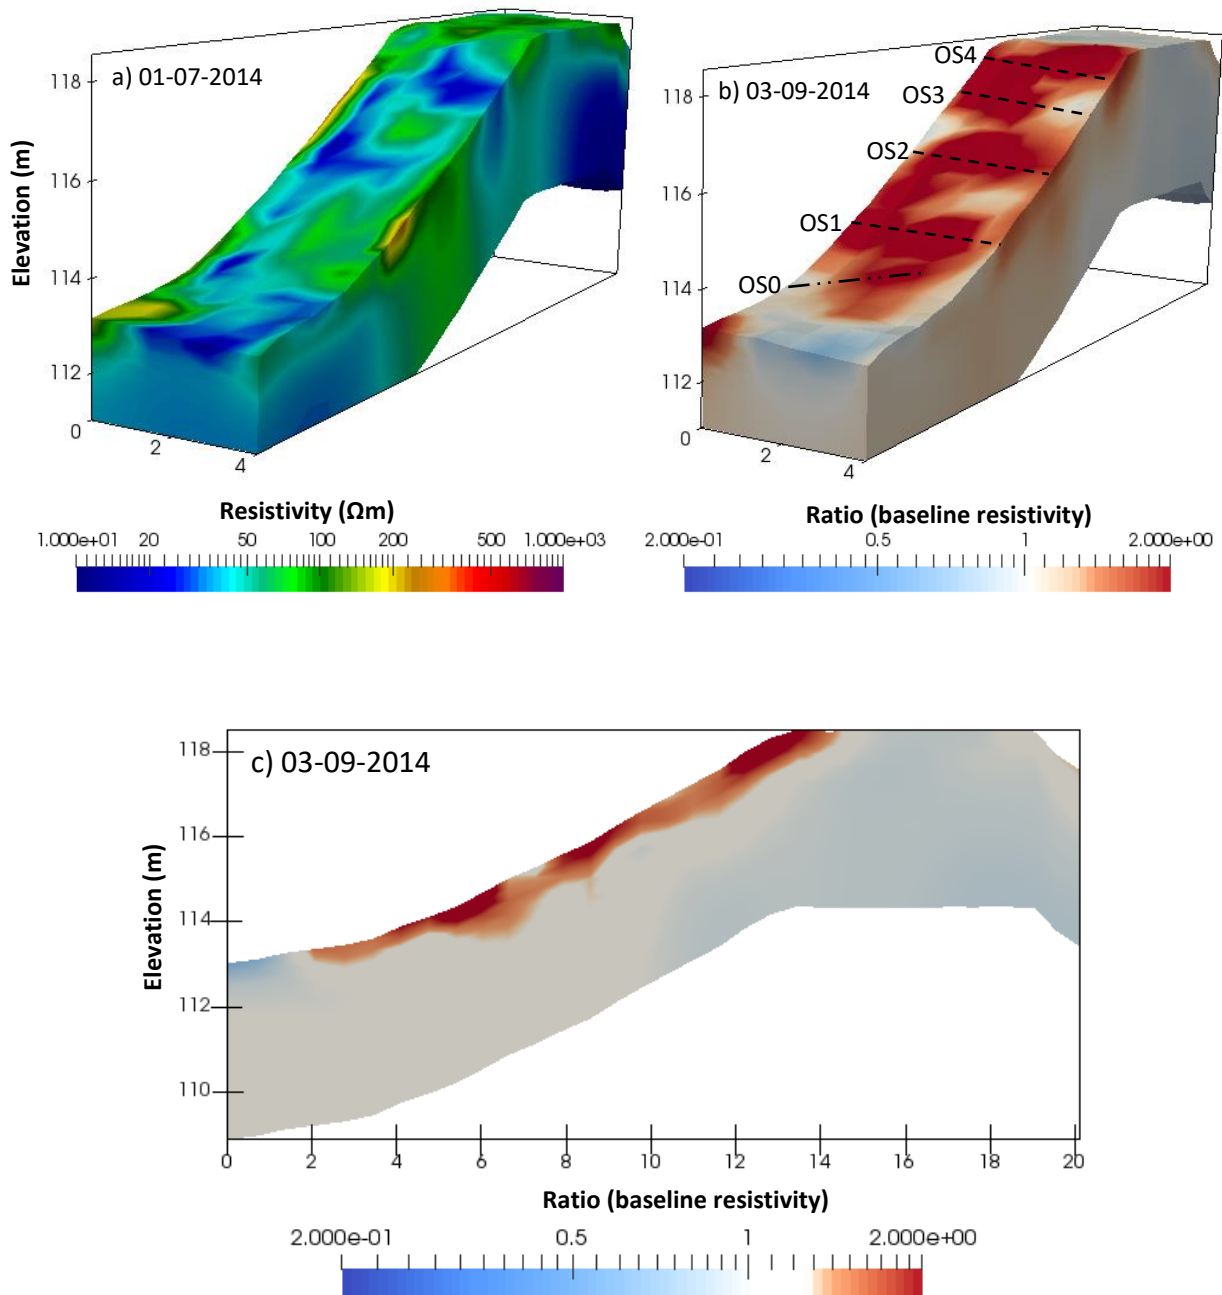 a) 01-07-2014
Elevation (m)
118
116
114
112
0
2
4
Resistivity (Ωm)
1.000e+01 20 50 100 200 500 1.000e+03
b) 03-09-2014
OS4
OS3
OS2
OS1
OS0
118
116
114
112
0
2
4
Ratio (baseline resistivity)
2.000e-01 0.5 1 2.000e+00
c) 03-09-2014
Elevation (m)
118
116
114
112
110
0 2 4 6 8 10 12 14 16 18 20
Ratio (baseline resistivity)
2.000e-01 0.5 1 2.000e+00